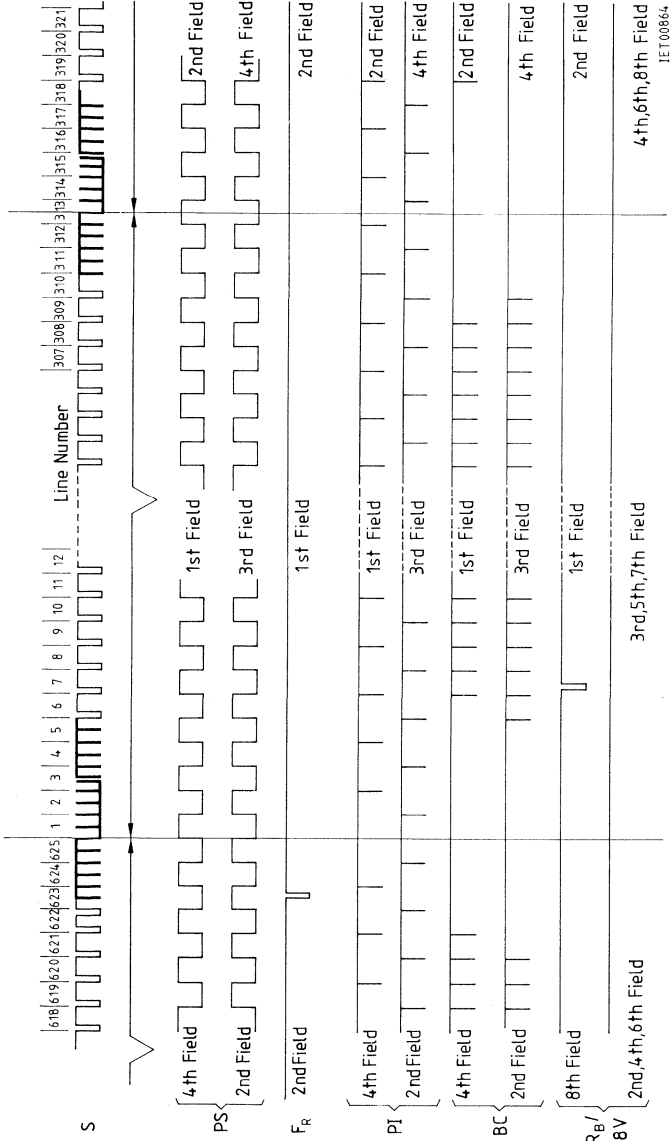 618 619 620 621 622 623 624 625 1 2 3 4 5 6 7 8 9 10 11 12 Line Number 307 308 309 310 311 312 313 314 315 316 317 318 319 320 321
S
4th Field 1st Field 2nd Field
PS
2nd Field 3rd Field 4th Field
FR
2nd Field 1st Field 2nd Field
4th Field 1st Field 2nd Field
PI
2nd Field 3rd Field 4th Field
4th Field 1st Field 2nd Field
BC
2nd Field 3rd Field 4th Field
8th Field 1st Field 2nd Field
RB/
8V
2nd,4th,6th Field 3rd,5th,7th Field 4th,6th,8th Field
IET00864